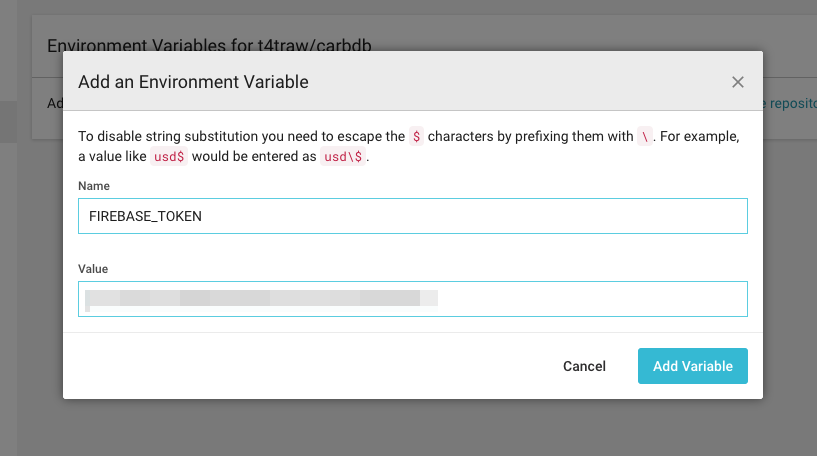 Environment Variables for t4traw/carbdb
Add an Environment Variable
Ad
e reposito
To disable string substitution you need to escape the $ characters by prefixing them with \. For example,
a value like usd$ would be entered as usd\$.
Name
FIREBASE_TOKEN
Value
Cancel
Add Variable